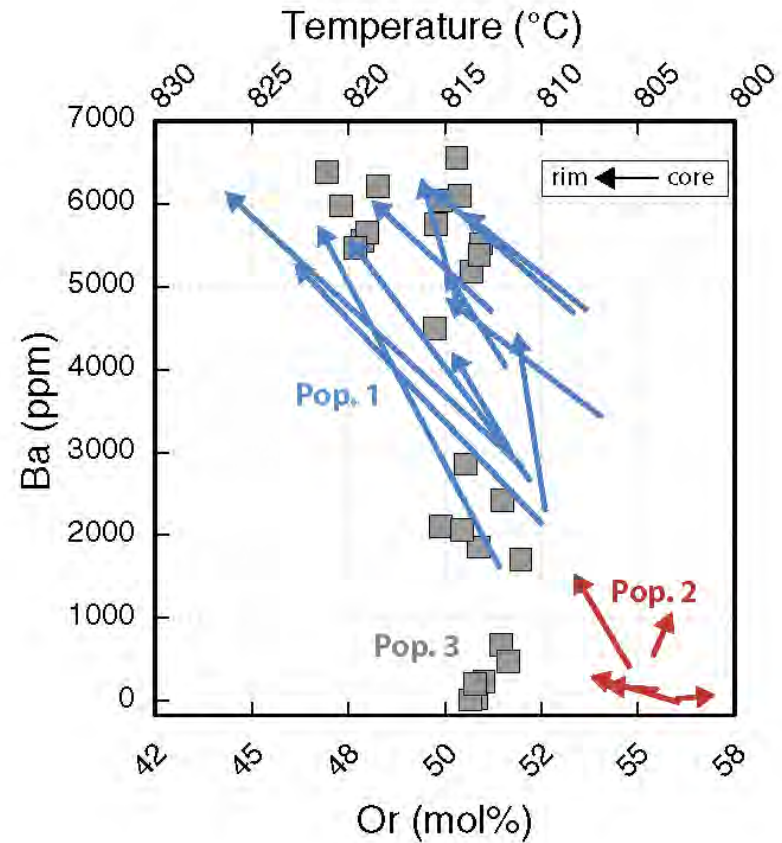 Temperature (°C)
830 825 820 815 810 805 800
7000
6000
5000
4000
3000
2000
1000
0
Ba (ppm)
rim core
Pop. 1
Pop. 2
Pop. 3
42 45 48 50 52 55 58
Or (mol%)